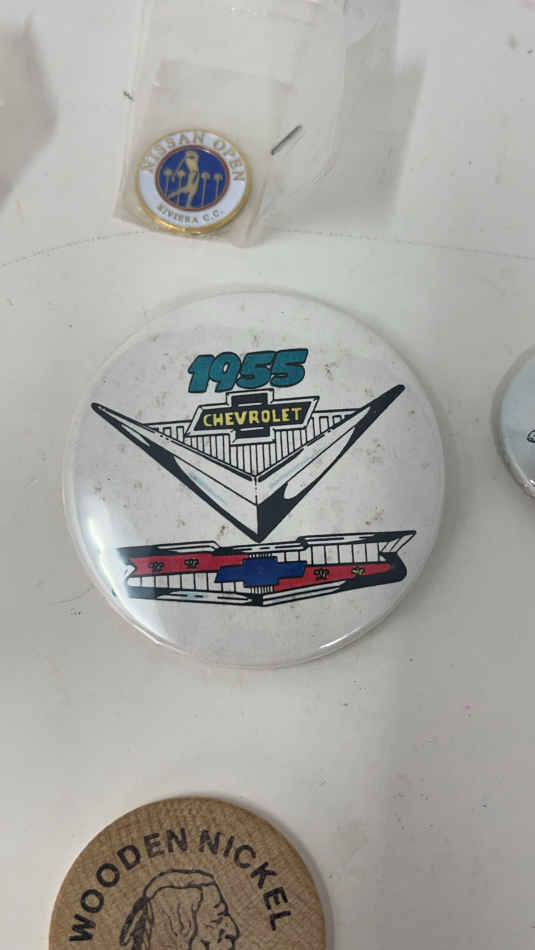 NISSAN OPEN
RIVIERA C.C.
1955
CHEVROLET
WOODEN NICKEL